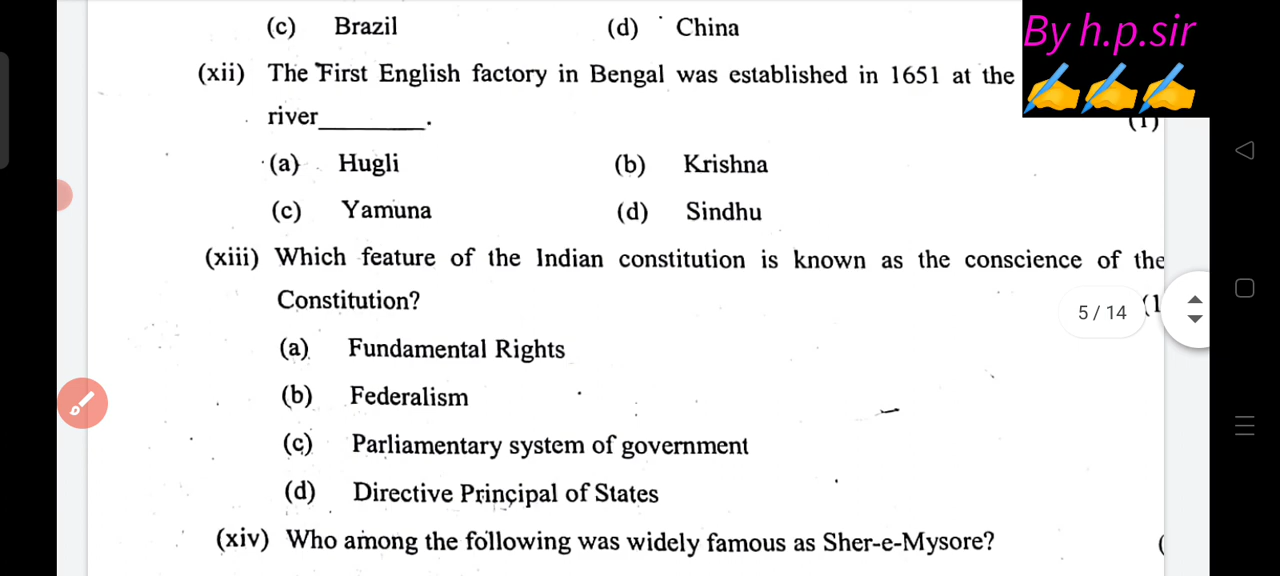 (c) Brazil (d) China
By h.p.sir
(xii) The First English factory in Bengal was established in 1651 at the
river________. (1)
(a) Hugli (b) Krishna
(c) Yamuna (d) Sindhu
(xiii) Which feature of the Indian constitution is known as the conscience of the
Constitution? (1
5 / 14
(a) Fundamental Rights
(b) Federalism
(c) Parliamentary system of government
(d) Directive Principal of States
(xiv) Who among the following was widely famous as Sher-e-Mysore? (